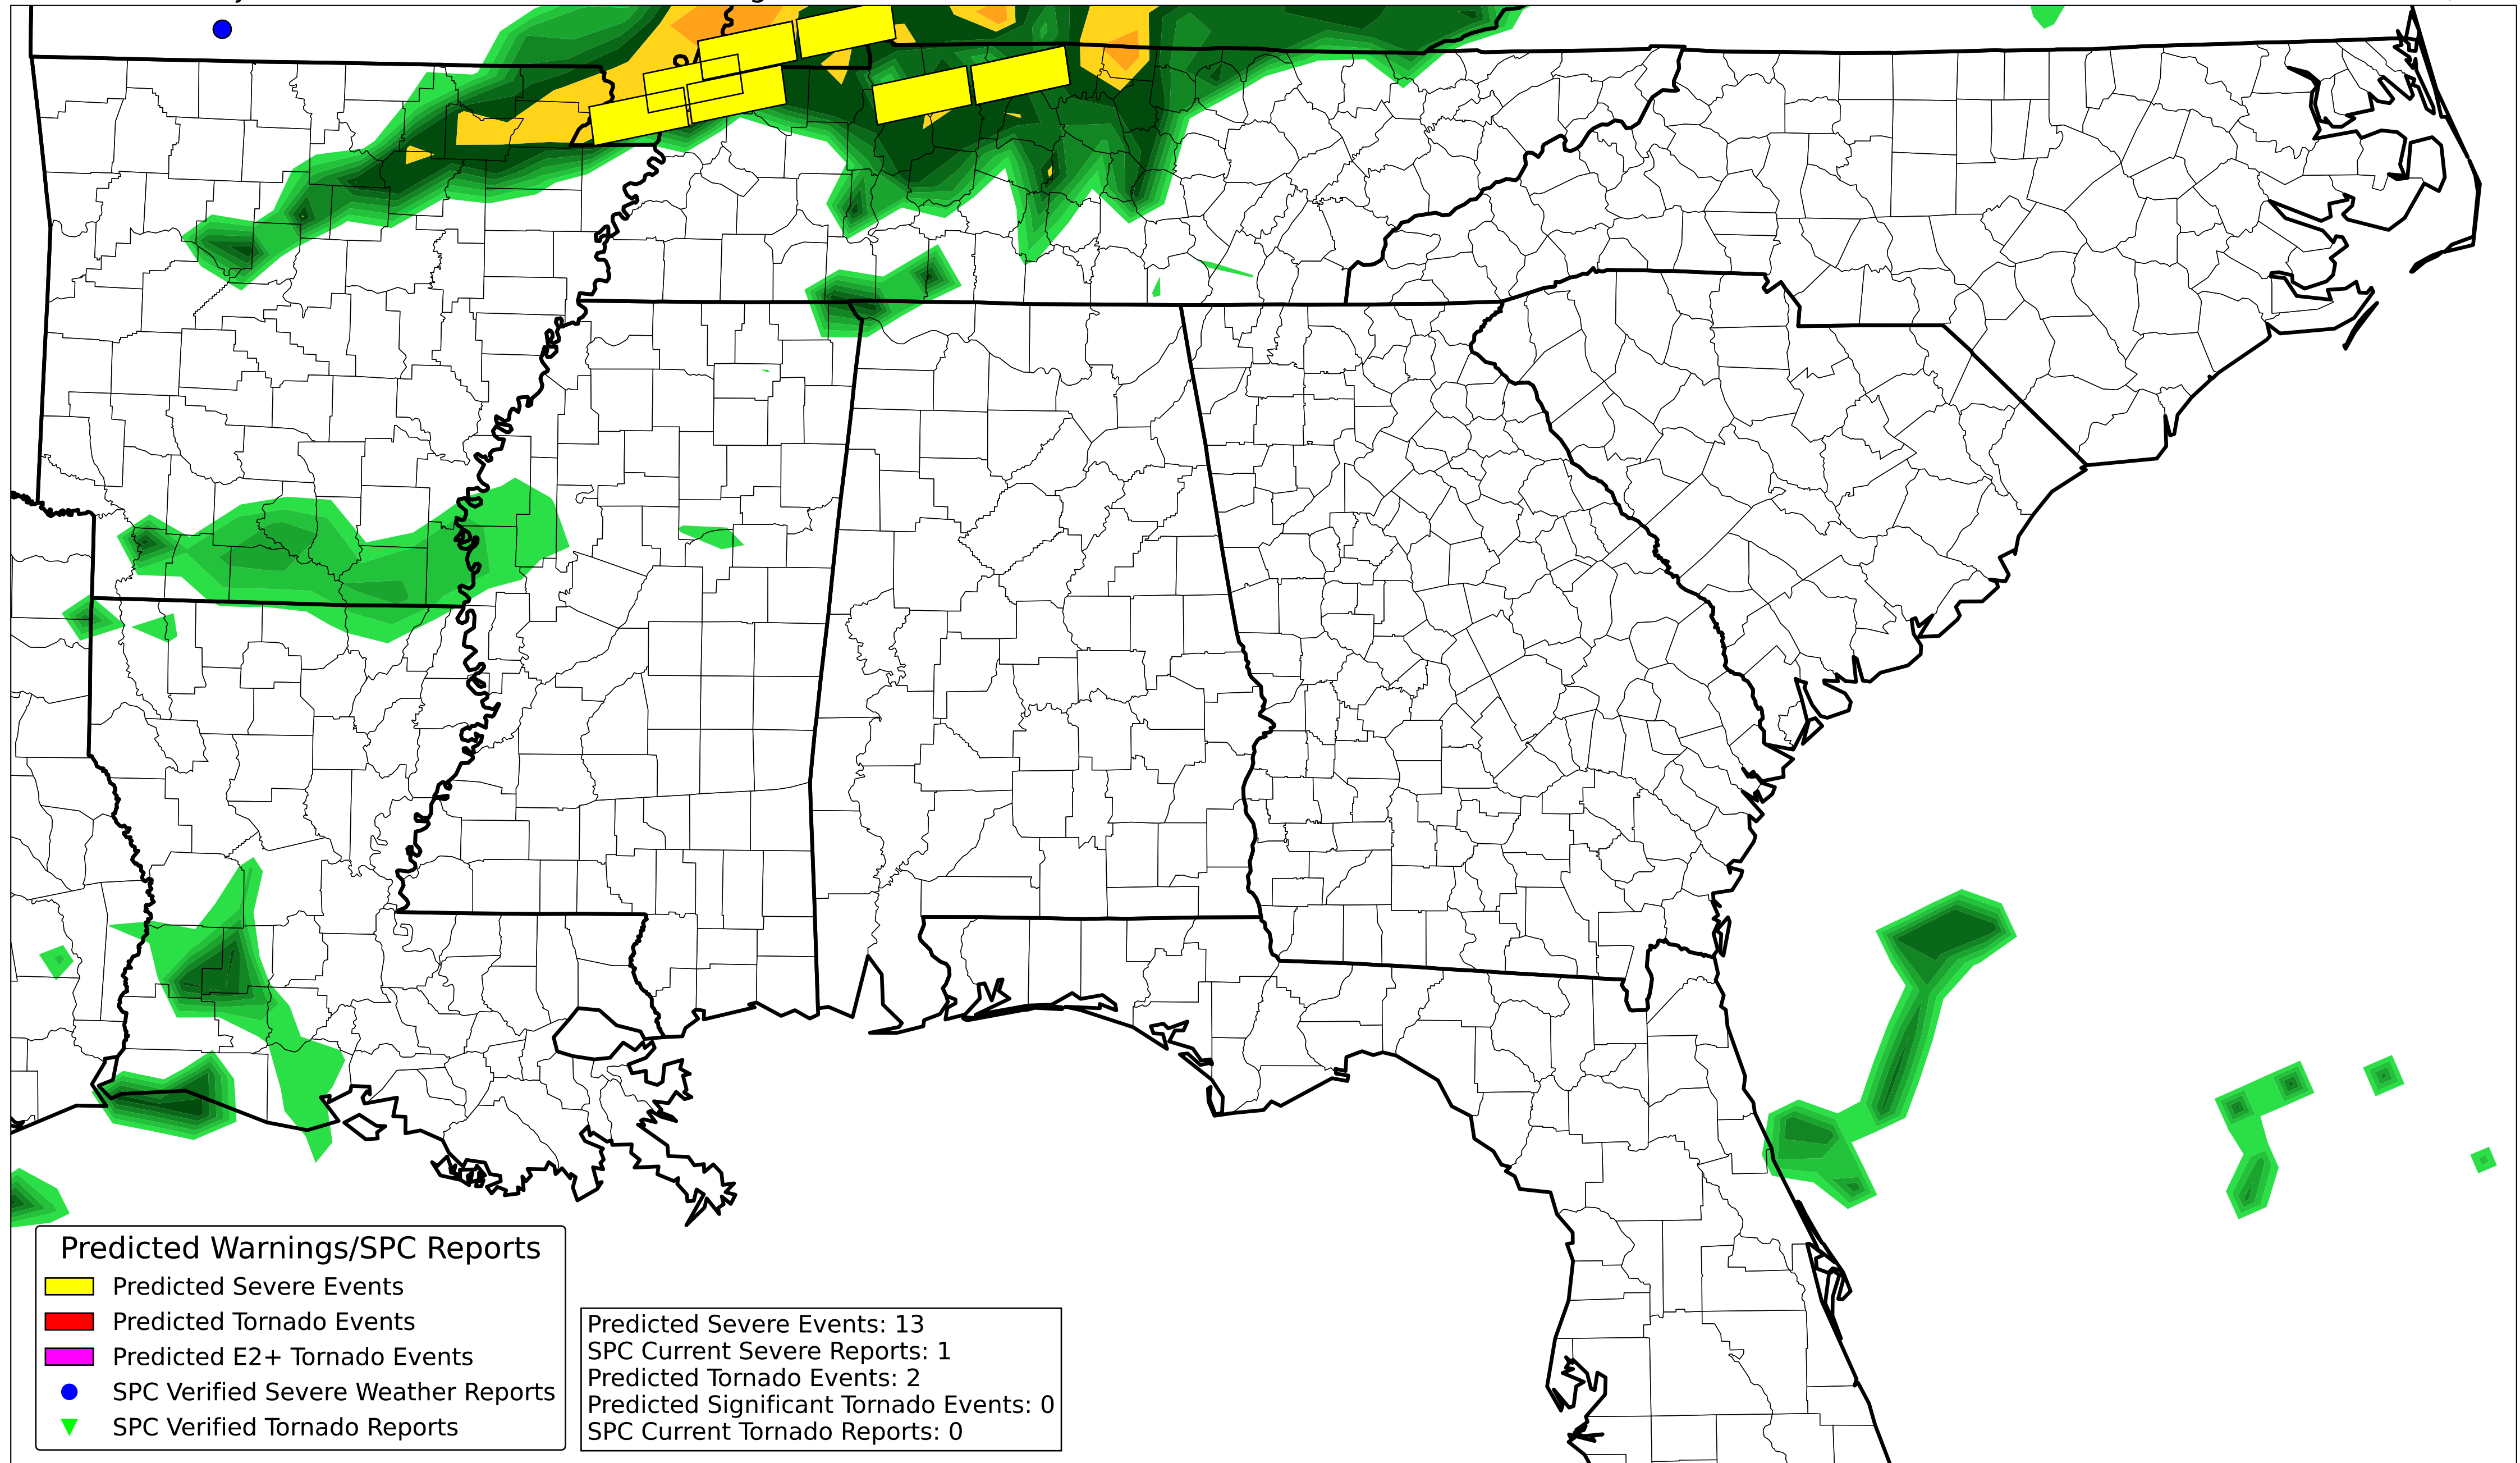 Predicted Warnings/SPC Reports
Predicted Severe Events
Predicted Tornado Events
Predicted E2+ Tornado Events
SPC Verified Severe Weather Reports
SPC Verified Tornado Reports
Predicted Severe Events: 13
SPC Current Severe Reports: 1
Predicted Tornado Events: 2
Predicted Significant Tornado Events: 0
SPC Current Tornado Reports: 0